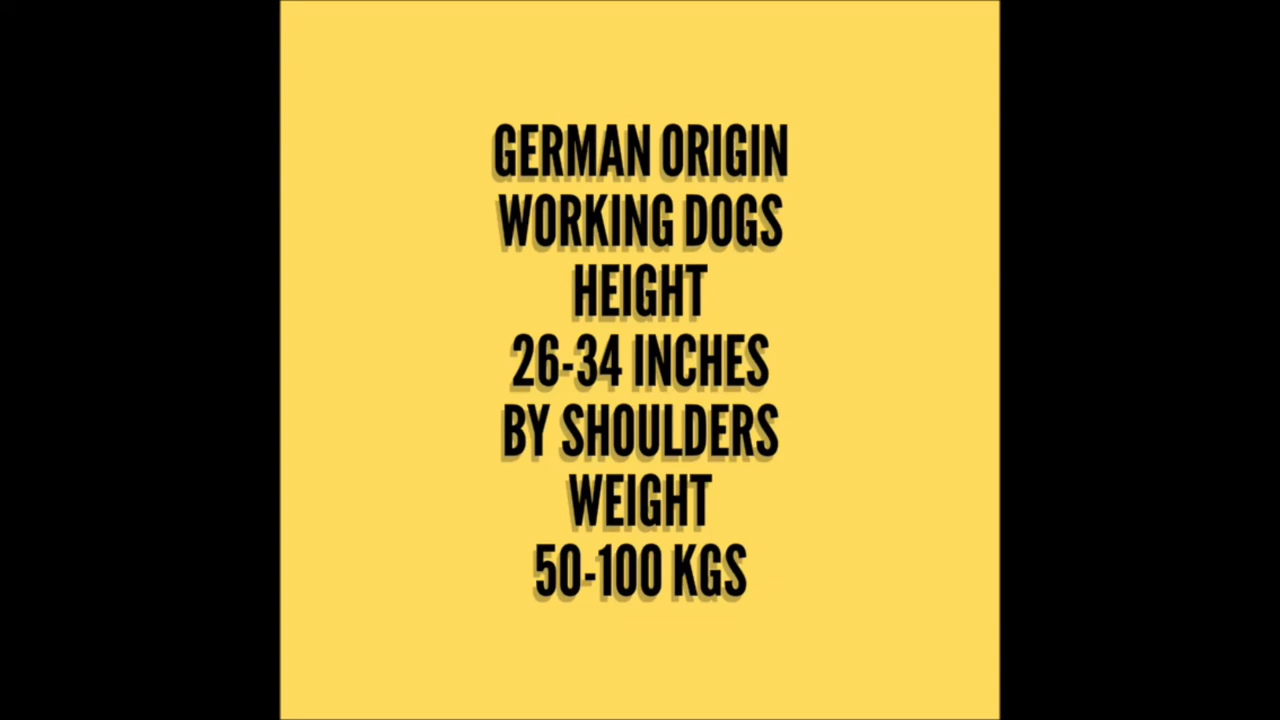 GERMAN ORIGIN
WORKING DOGS
HEIGHT
26-34 INCHES
BY SHOULDERS
WEIGHT
50-100 KGS